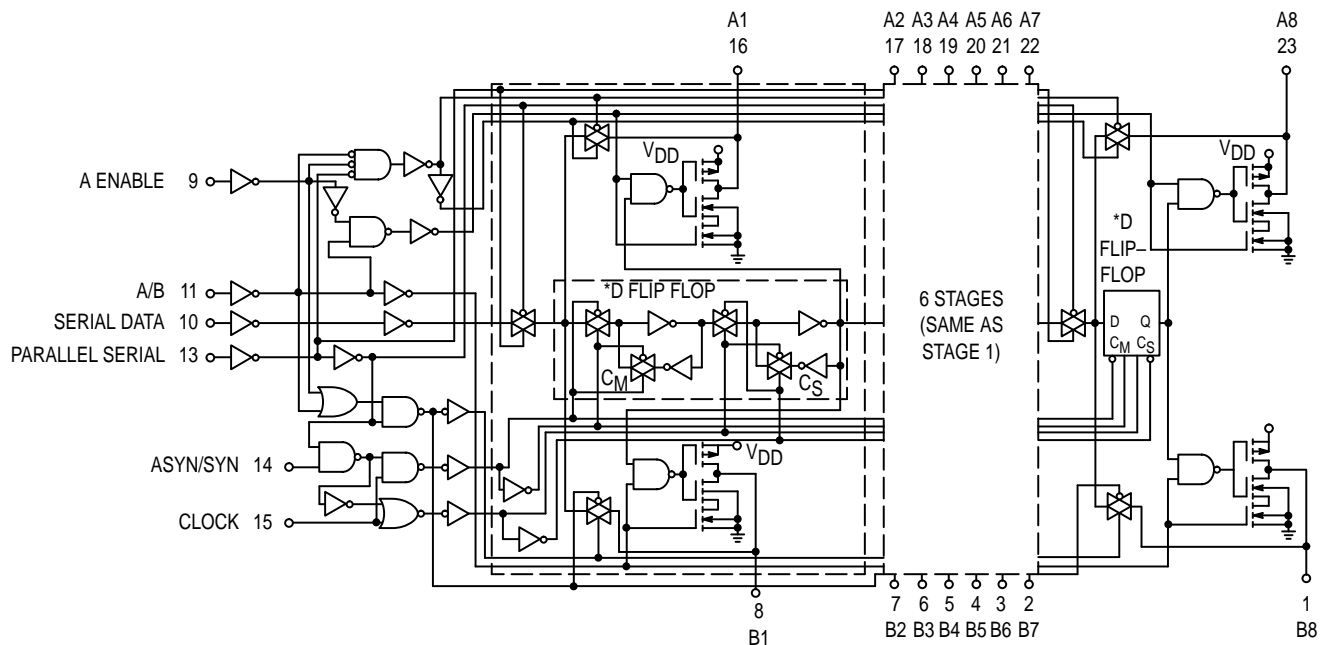 A1 A2 A3 A4 A5 A6 A7 A8
16 17 18 19 20 21 22 23
VDD
VDD
A ENABLE 9
*D
FLIP–
FLOP
A/B 11
*D FLIP FLOP
6 STAGES
(SAME AS
STAGE 1)
SERIAL DATA 10
D Q
PARALLEL SERIAL 13
CM CS
CM CS
ASYN/SYN 14
VDD
CLOCK 15
8 7 6 5 4 3 2 1
B1 B2 B3 B4 B5 B6 B7 B8